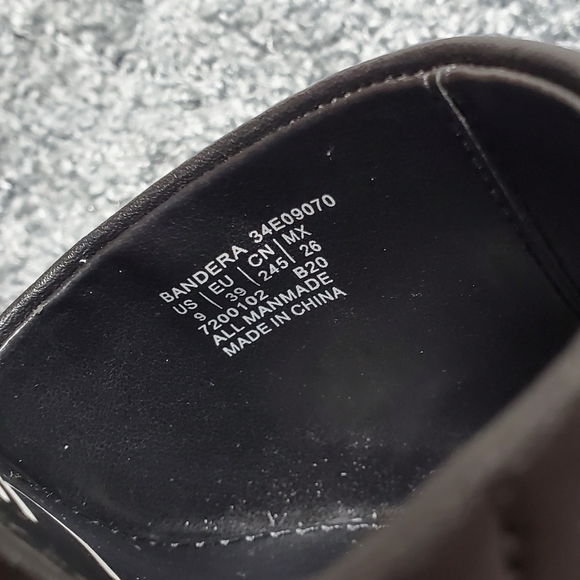 BANDERA 34E09070
US | EU | CN | MX
9 | 39 | 245 | 26
7200102 B20
ALL MANMADE
MADE IN CHINA